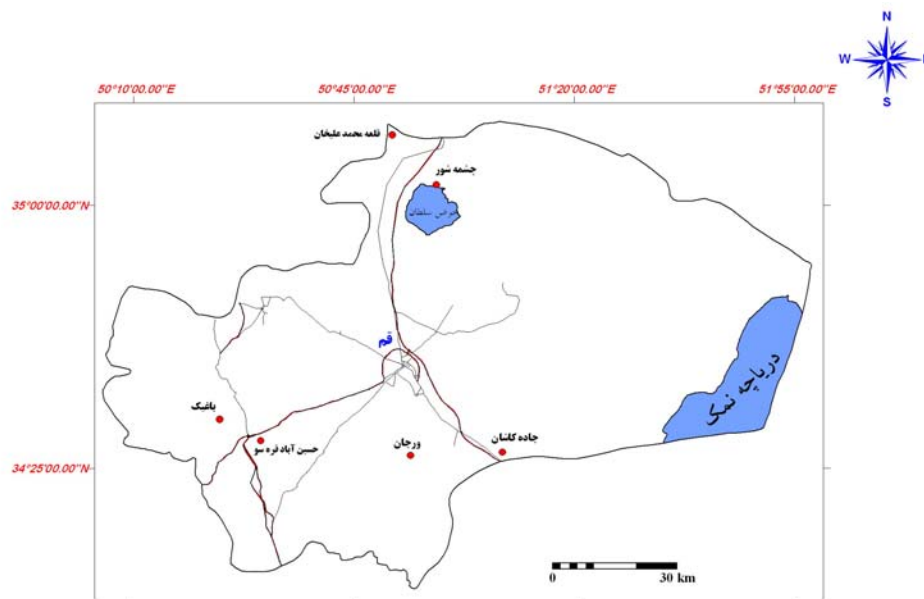 N
W
S
50°10'00.00"E 50°45'00.00"E 51°20'00.00"E 51°55'00.00"E
قلعه محمد علیخان
چشمه شور
35°00'00.00"N
حوض سلطان
قم
دریاچه نمک
باغیک
حسین آباد قره سو
ورجان
جاده کاشان
34°25'00.00"N
0 30 km